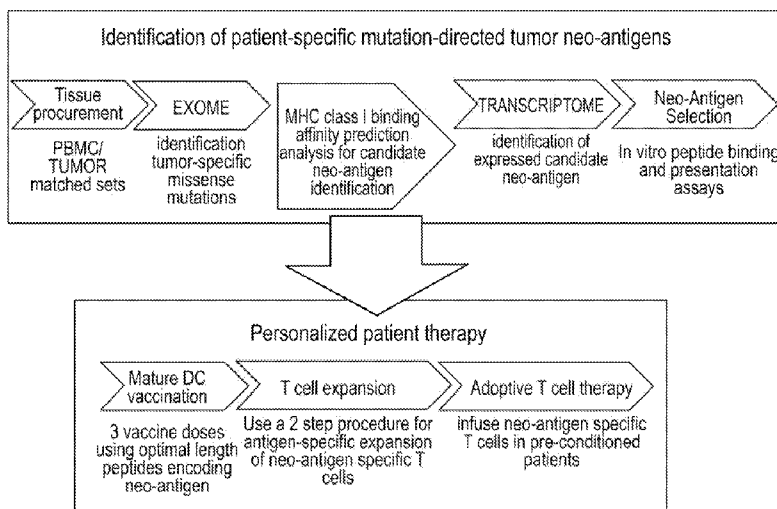 Identification of patient-specific mutation-directed tumor neo-antigens
Tissue
procurement
PBMC/
TUMOR
matched sets
EXOME
identification
tumor-specific
missense
mutations
MHC class I binding
affinity prediction
analysis for candidate
neo-antigen
identification
TRANSCRIPTOME
identification of
expressed candidate
neo-antigen
Neo-Antigen
Selection
In vitro peptide binding
and presentation
assays
Personalized patient therapy
Mature DC
vaccination
3 vaccine doses
using optimal length
peptides encoding
neo-antigen
T cell expansion
Use a 2 step procedure for
antigen-specific expansion
of neo-antigen specific T
cells
Adoptive T cell therapy
infuse neo-antigen specific
T cells in pre-conditioned
patients